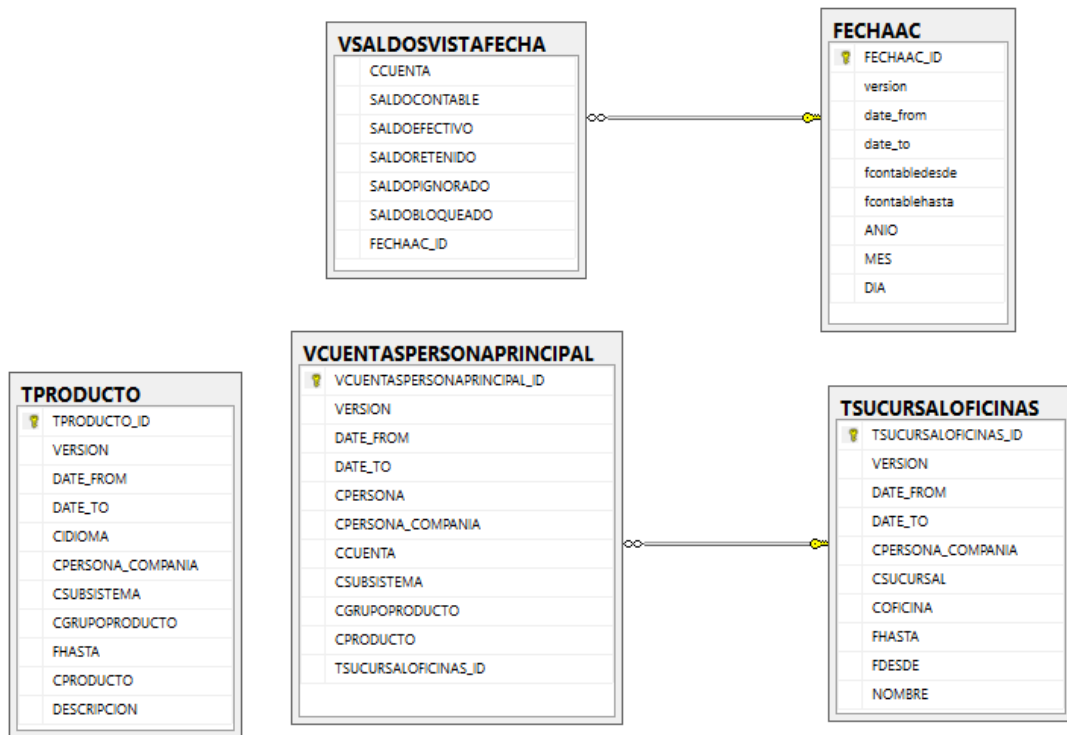 VSALDOSVISTAFECHA
CCUENTA
SALDOCONTABLE
SALDOEFECTIVO
SALDORETENIDO
SALDOPIGNORADO
SALDOBLOQUEADO
FECHAAC_ID
FECHAAC
FECHAAC_ID
version
date_from
date_to
fcontabledesde
fcontablehasta
ANIO
MES
DIA
TPRODUCTO
TPRODUCTO_ID
VERSION
DATE_FROM
DATE_TO
CIDIOMA
CPERSONA_COMPANIA
CSUBSISTEMA
CGRUPOPRODUCTO
FHASTA
CPRODUCTO
DESCRIPCION
VCUENTASPERSONAPRINCIPAL
VCUENTASPERSONAPRINCIPAL_ID
VERSION
DATE_FROM
DATE_TO
CPERSONA
CPERSONA_COMPANIA
CCUENTA
CSUBSISTEMA
CGRUPOPRODUCTO
CPRODUCTO
TSUCURSALOFICINAS_ID
TSUCURSALOFICINAS
TSUCURSALOFICINAS_ID
VERSION
DATE_FROM
DATE_TO
CPERSONA_COMPANIA
CSUCURSAL
COFICINA
FHASTA
FDESDE
NOMBRE